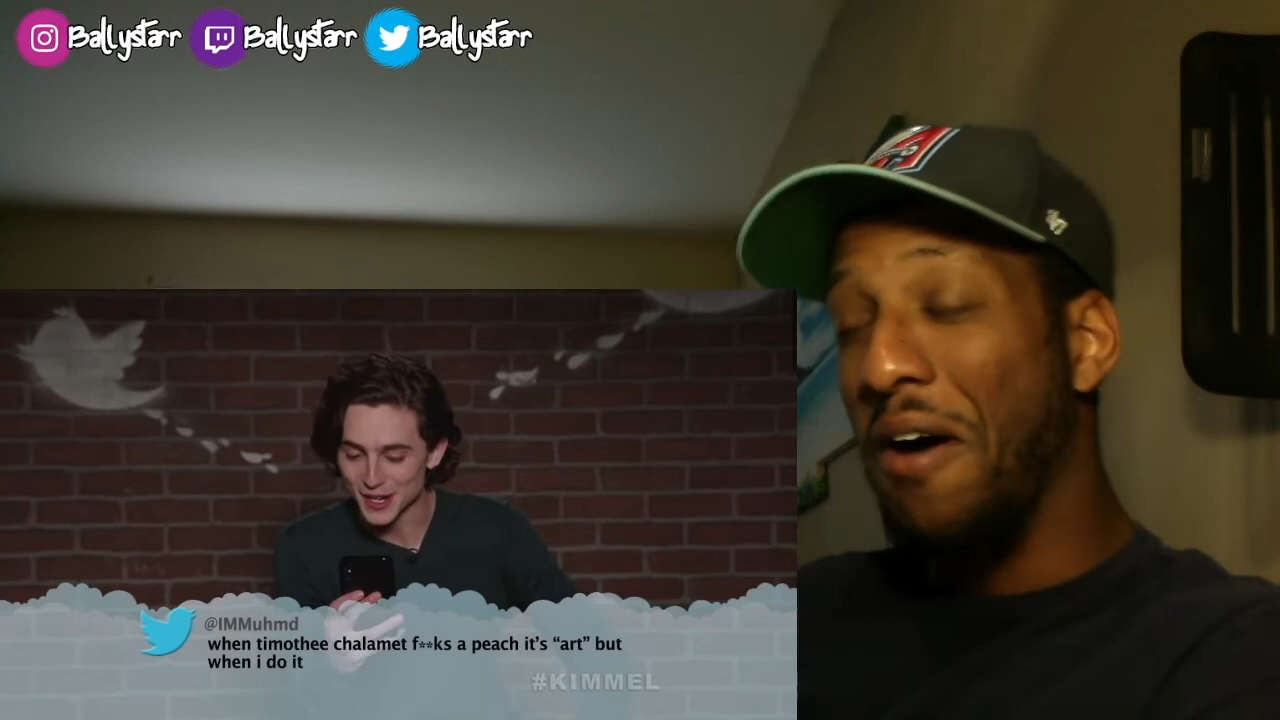 Ballystarr Ballystarr Ballystarr
@IMMuhmd
when timothee chalamet f**ks a peach it's “art” but
when i do it
#KIMMEL